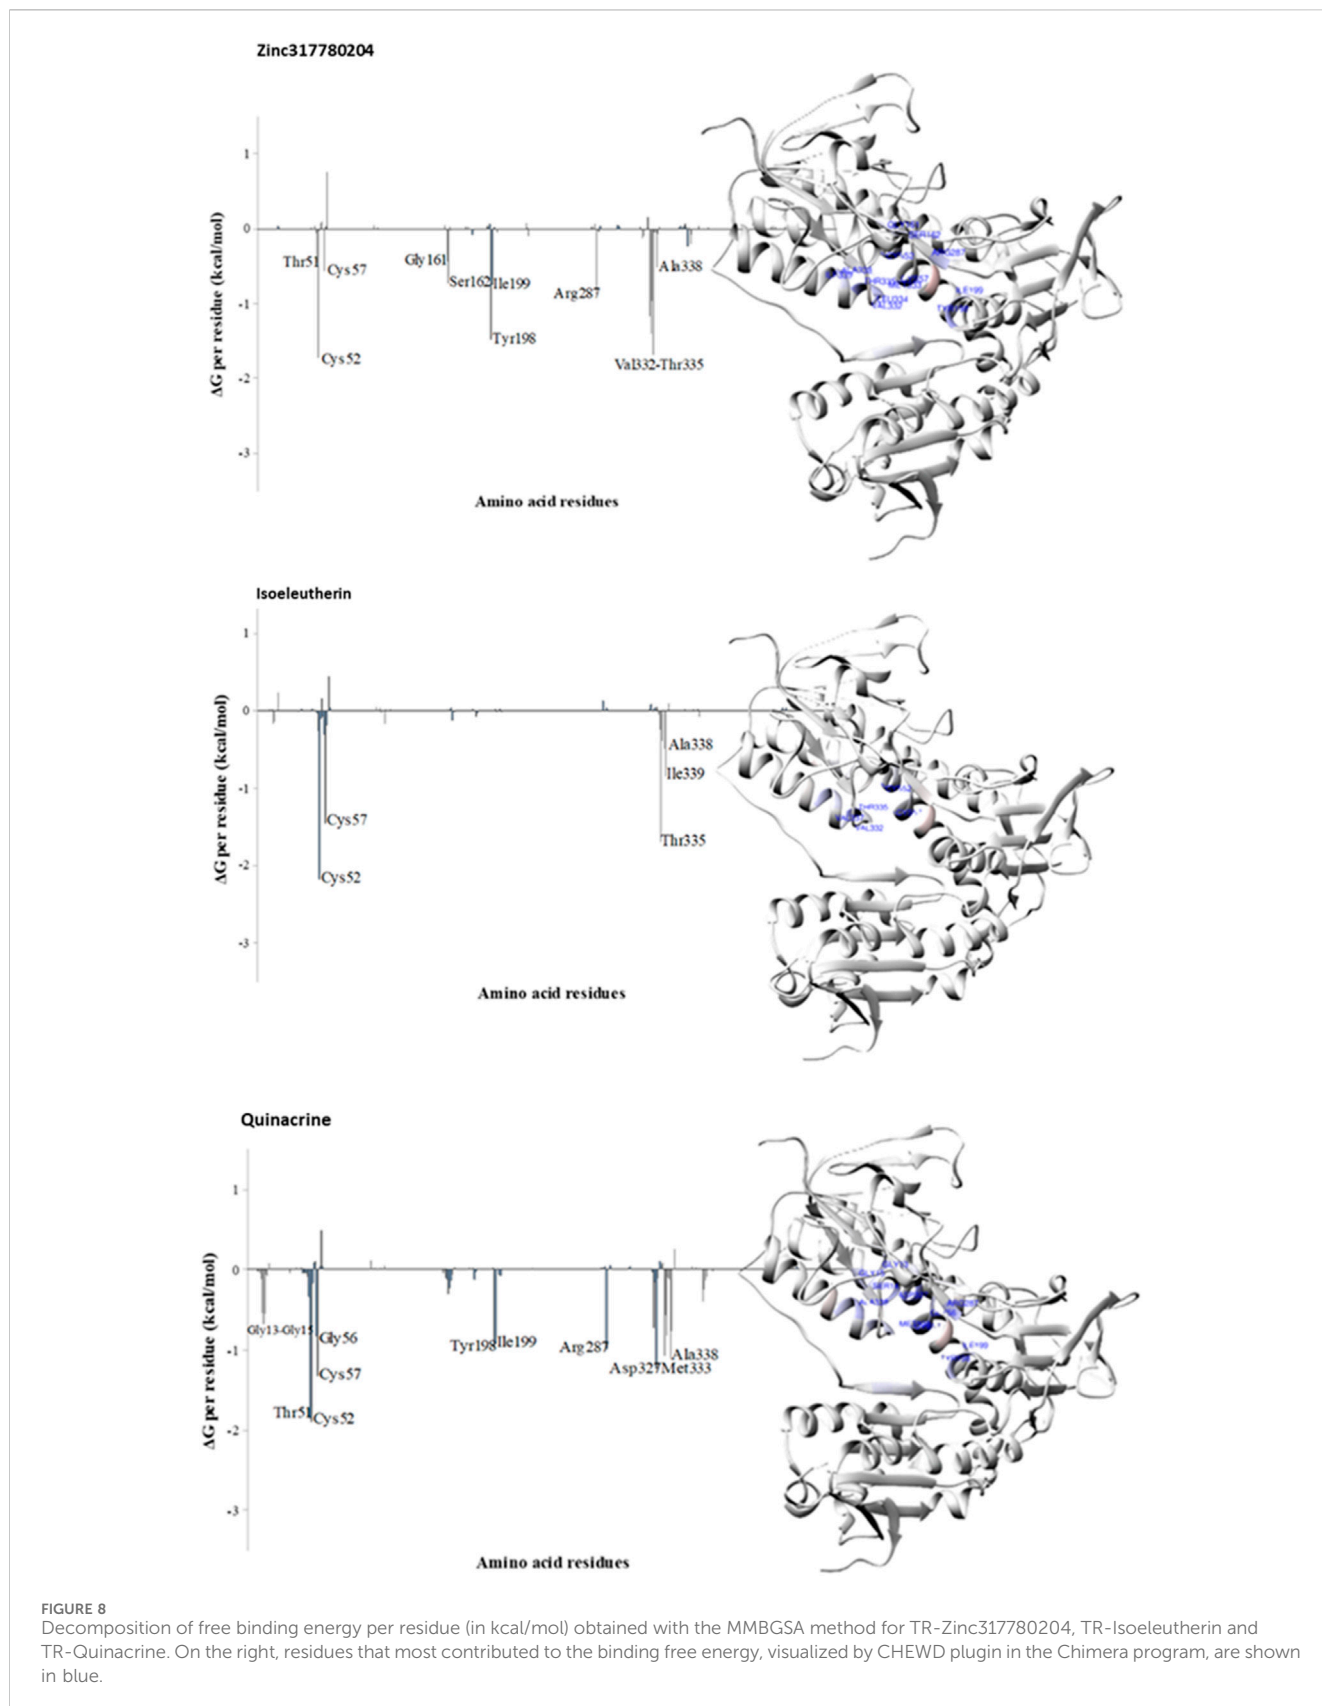 Zinc317780204
1
0
-1
-2
-3
ΔG per residue (kcal/mol)
Thr51
Cys57
Cys52
Gly161
Ser162
Ile199
Tyr198
Arg287
Ala338
Val332-Thr335
Amino acid residues
Isoeleutherin
1
0
-1
-2
-3
ΔG per residue (kcal/mol)
Cys57
Cys52
Ala338
Ile339
Thr335
THR335
VAL332
Amino acid residues
Quinacrine
1
0
-1
-2
-3
ΔG per residue (kcal/mol)
Gly13-Gly15
Gly56
Cys57
Thr51
Cys52
Tyr198
Ile199
Arg287
Asp327
Met333
Ala338
Amino acid residues
FIGURE 8
Decomposition of free binding energy per residue (in kcal/mol) obtained with the MMBGSA method for TR-Zinc317780204, TR-Isoeleutherin and
TR-Quinacrine. On the right, residues that most contributed to the binding free energy, visualized by CHEWD plugin in the Chimera program, are shown
in blue.